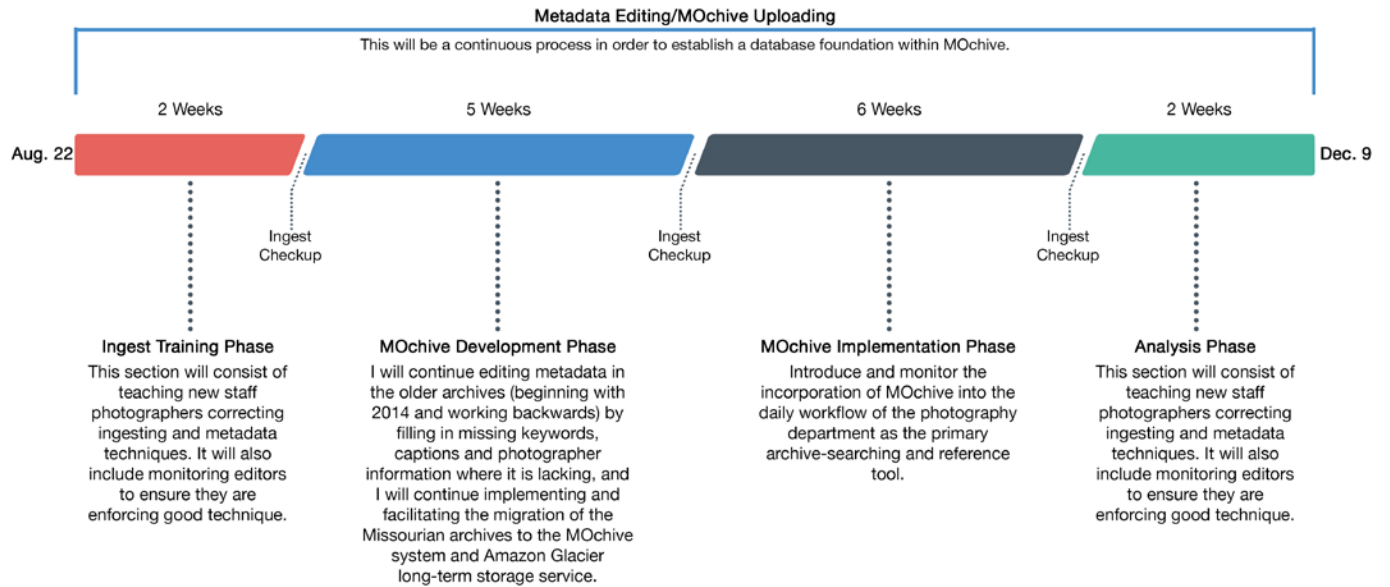 Metadata Editing/MOchive Uploading
This will be a continuous process in order to establish a database foundation within MOchive.
2 Weeks
5 Weeks
6 Weeks
2 Weeks
Aug. 22
Dec. 9
Ingest
Checkup
Ingest
Checkup
Ingest
Checkup
Ingest Training Phase
This section will consist of
teaching new staff
photographers correcting
ingesting and metadata
techniques. It will also
include monitoring editors
to ensure they are
enforcing good technique.
MOchive Development Phase
I will continue editing metadata in
the older archives (beginning with
2014 and working backwards) by
filling in missing keywords,
captions and photographer
information where it is lacking, and
I will continue implementing and
facilitating the migration of the
Missourian archives to the MOchive
system and Amazon Glacier
long-term storage service.
MOchive Implementation Phase
Introduce and monitor the
incorporation of MOchive into the
daily workflow of the photography
department as the primary
archive-searching and reference
tool.
Analysis Phase
This section will consist of
teaching new staff
photographers correcting
ingesting and metadata
techniques. It will also
include monitoring editors
to ensure they are
enforcing good technique.